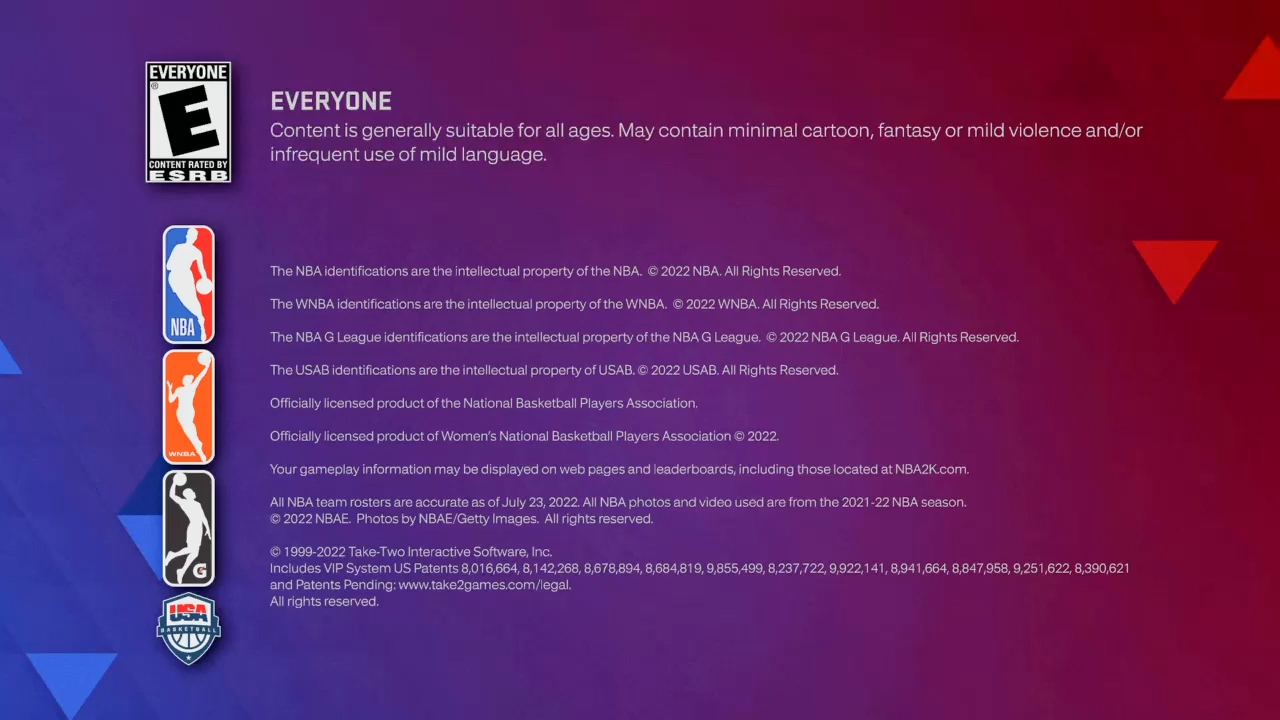 EVERYONE
E
®
CONTENT RATED BY
ESRB
EVERYONE
Content is generally suitable for all ages. May contain minimal cartoon, fantasy or mild violence and/or
infrequent use of mild language.
NBA
WNBA
G
USA
BASKETBALL
The NBA identifications are the intellectual property of the NBA. © 2022 NBA. All Rights Reserved.
The WNBA identifications are the intellectual property of the WNBA. © 2022 WNBA. All Rights Reserved.
The NBA G League identifications are the intellectual property of the NBA G League. © 2022 NBA G League. All Rights Reserved.
The USAB identifications are the intellectual property of USAB. © 2022 USAB. All Rights Reserved.
Officially licensed product of the National Basketball Players Association.
Officially licensed product of Women's National Basketball Players Association © 2022.
Your gameplay information may be displayed on web pages and leaderboards, including those located at NBA2K.com.
All NBA team rosters are accurate as of July 23, 2022. All NBA photos and video used are from the 2021-22 NBA season.
© 2022 NBAE. Photos by NBAE/Getty Images. All rights reserved.
© 1999-2022 Take-Two Interactive Software, Inc.
Includes VIP System US Patents 8,016,664, 8,142,268, 8,678,894, 8,684,819, 9,855,499, 8,237,722, 9,922,141, 8,941,664, 8,847,958, 9,251,622, 8,390,621
and Patents Pending: www.take2games.com/legal.
All rights reserved.